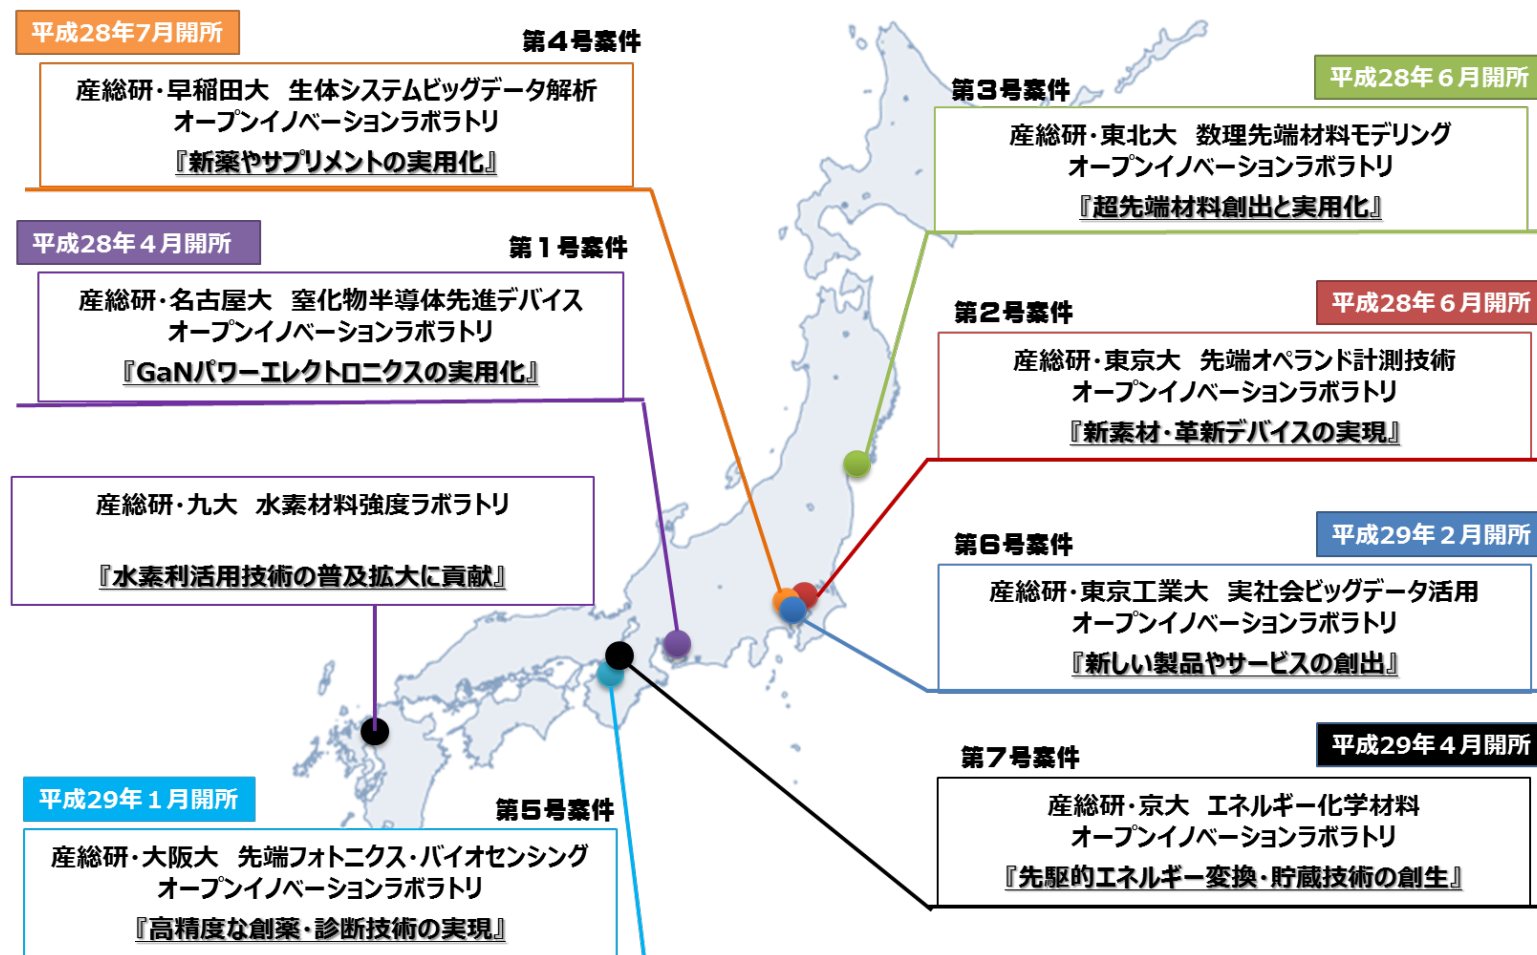 平成28年7月開所
第4号案件
産総研・早稲田大　生体システムビッグデータ解析
オープンイノベーションラボラトリ
『新薬やサプリメントの実用化』
平成28年４月開所
第１号案件
産総研・名古屋大　窒化物半導体先進デバイス
オープンイノベーションラボラトリ
『GaNパワーエレクトロニクスの実用化』
産総研・九大　水素材料強度ラボラトリ
『水素利活用技術の普及拡大に貢献』
平成29年１月開所
第5号案件
産総研・大阪大　先端フォトニクス・バイオセンシング
オープンイノベーションラボラトリ
『高精度な創薬・診断技術の実現』
平成28年６月開所
第3号案件
産総研・東北大　数理先端材料モデリング
オープンイノベーションラボラトリ
『超先端材料創出と実用化』
平成28年６月開所
第2号案件
産総研・東京大　先端オペランド計測技術
オープンイノベーションラボラトリ
『新素材・革新デバイスの実現』
平成29年２月開所
第6号案件
産総研・東京工業大　実社会ビッグデータ活用
オープンイノベーションラボラトリ
『新しい製品やサービスの創出』
平成29年４月開所
第7号案件
産総研・京大　エネルギー化学材料
オープンイノベーションラボラトリ
『先駆的エネルギー変換・貯蔵技術の創生』